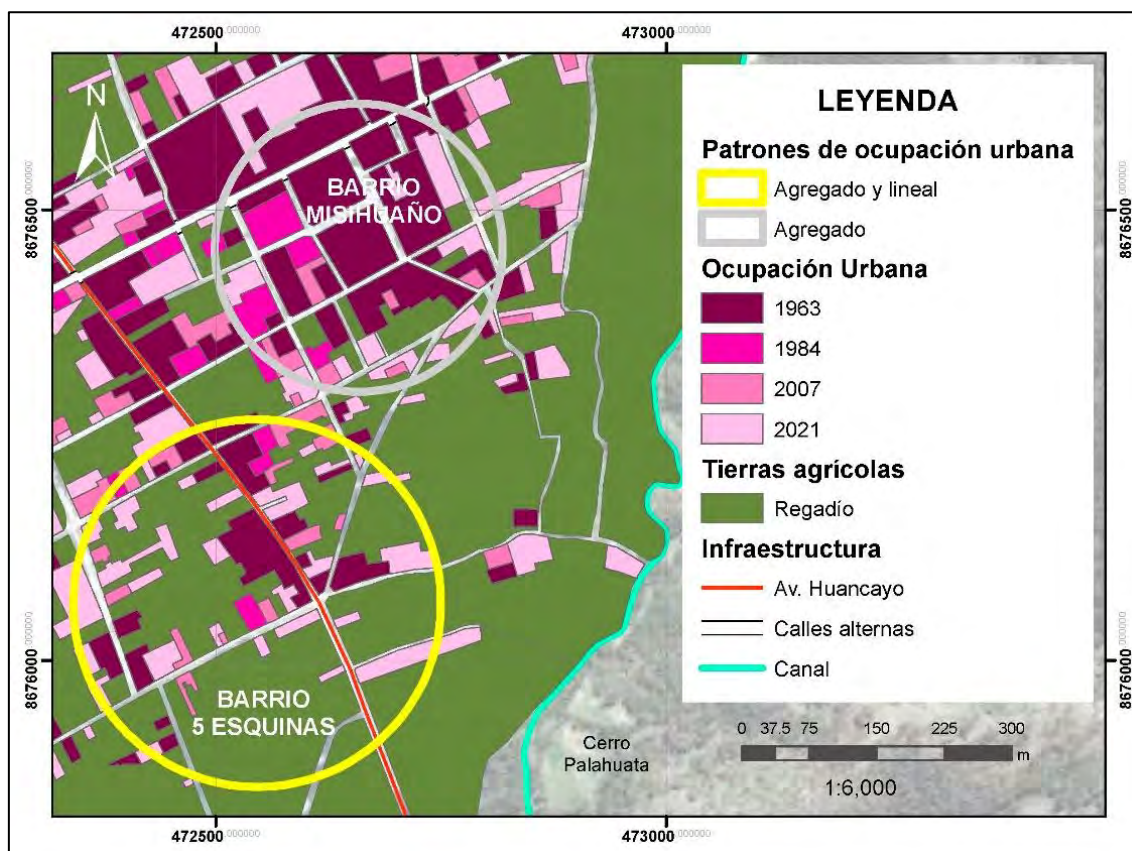 472500.000000
473000.000000
8676500.000000
8676000.000000
N
BARRIO
MISIHUAÑO
BARRIO
5 ESQUINAS
Cerro
Palahuata
LEYENDA
Patrones de ocupación urbana
Agregado y lineal
Agregado
Ocupación Urbana
1963
1984
2007
2021
Tierras agrícolas
Regadío
Infraestructura
Av. Huancayo
Calles alternas
Canal
0 37.5 75 150 225 300
m
1:6,000
8676500.000000
8676000.000000
472500.000000
473000.000000